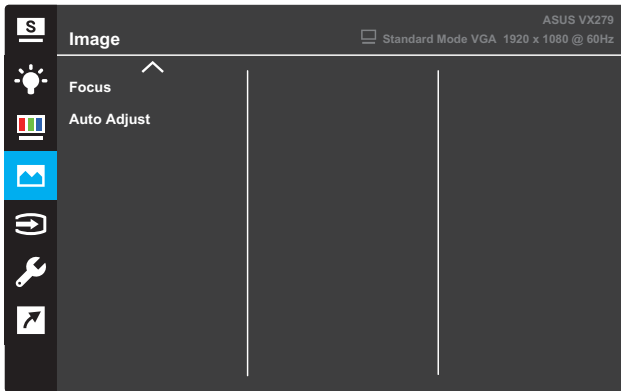 S
ASUS VX279
Image
Standard Mode VGA 1920 x 1080 @ 60Hz
Focus
Auto Adjust